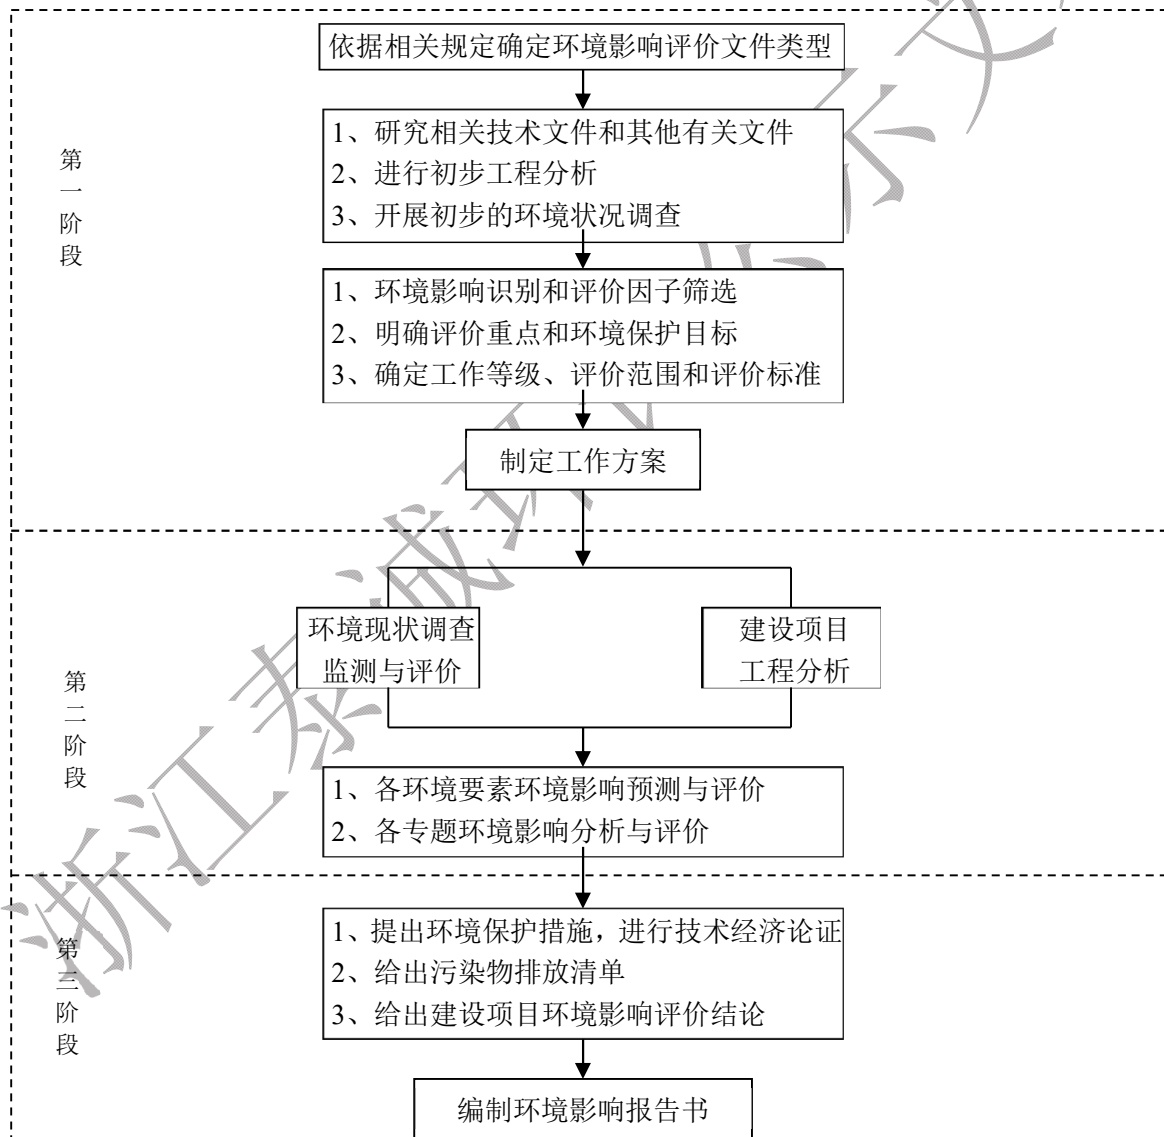 依据相关规定确定环境影响评价文件类型
第一阶段
1、研究相关技术文件和其他有关文件
2、进行初步工程分析
3、开展初步的环境状况调查
1、环境影响识别和评价因子筛选
2、明确评价重点和环境保护目标
3、确定工作等级、评价范围和评价标准
制定工作方案
第二阶段
环境现状调查
监测与评价
建设项目
工程分析
1、各环境要素环境影响预测与评价
2、各专题环境影响分析与评价
第三阶段
1、提出环境保护措施，进行技术经济论证
2、给出污染物排放清单
3、给出建设项目环境影响评价结论
编制环境影响报告书
浙江泰诚环
示文